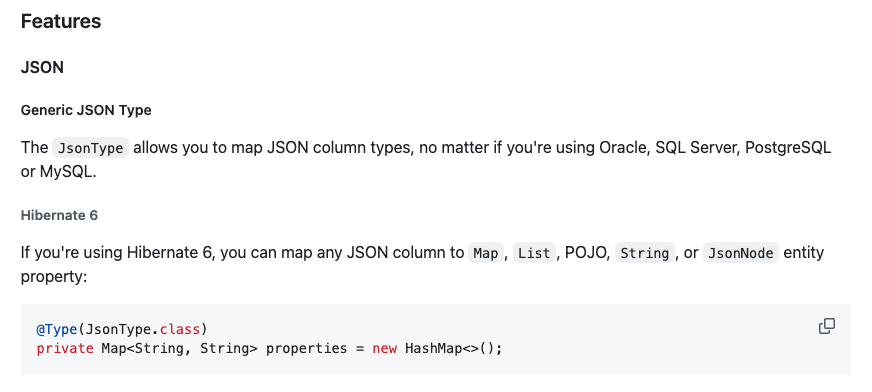 Features
JSON
Generic JSON Type
The JsonType allows you to map JSON column types, no matter if you're using Oracle, SQL Server, PostgreSQL
or MySQL.
Hibernate 6
If you're using Hibernate 6, you can map any JSON column to Map, List, POJO, String, or JsonNode entity
property:
@Type(JsonType.class)
private Map<String, String> properties = new HashMap<>();